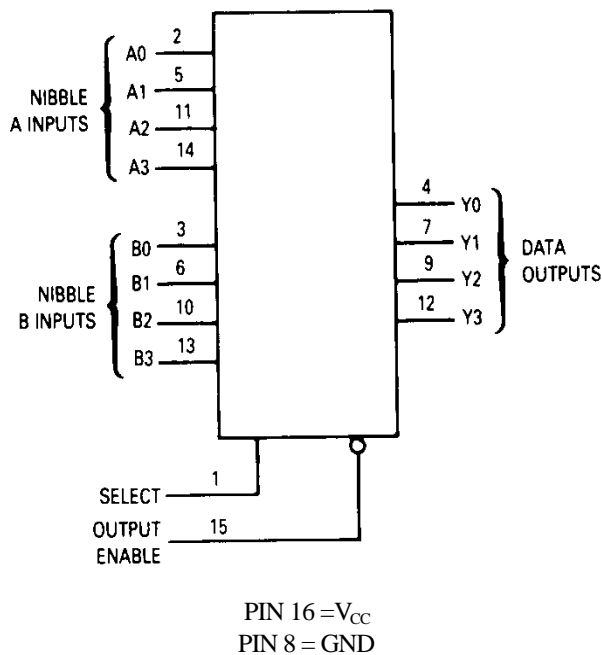 NIBBLE
A INPUTS
A0 2
A1 5
A2 11
A3 14
NIBBLE
B INPUTS
B0 3
B1 6
B2 10
B3 13
4 Y0
7 Y1
9 Y2
12 Y3
DATA
OUTPUTS
SELECT 1
OUTPUT
ENABLE
15
PIN 16 =VCC
PIN 8 = GND